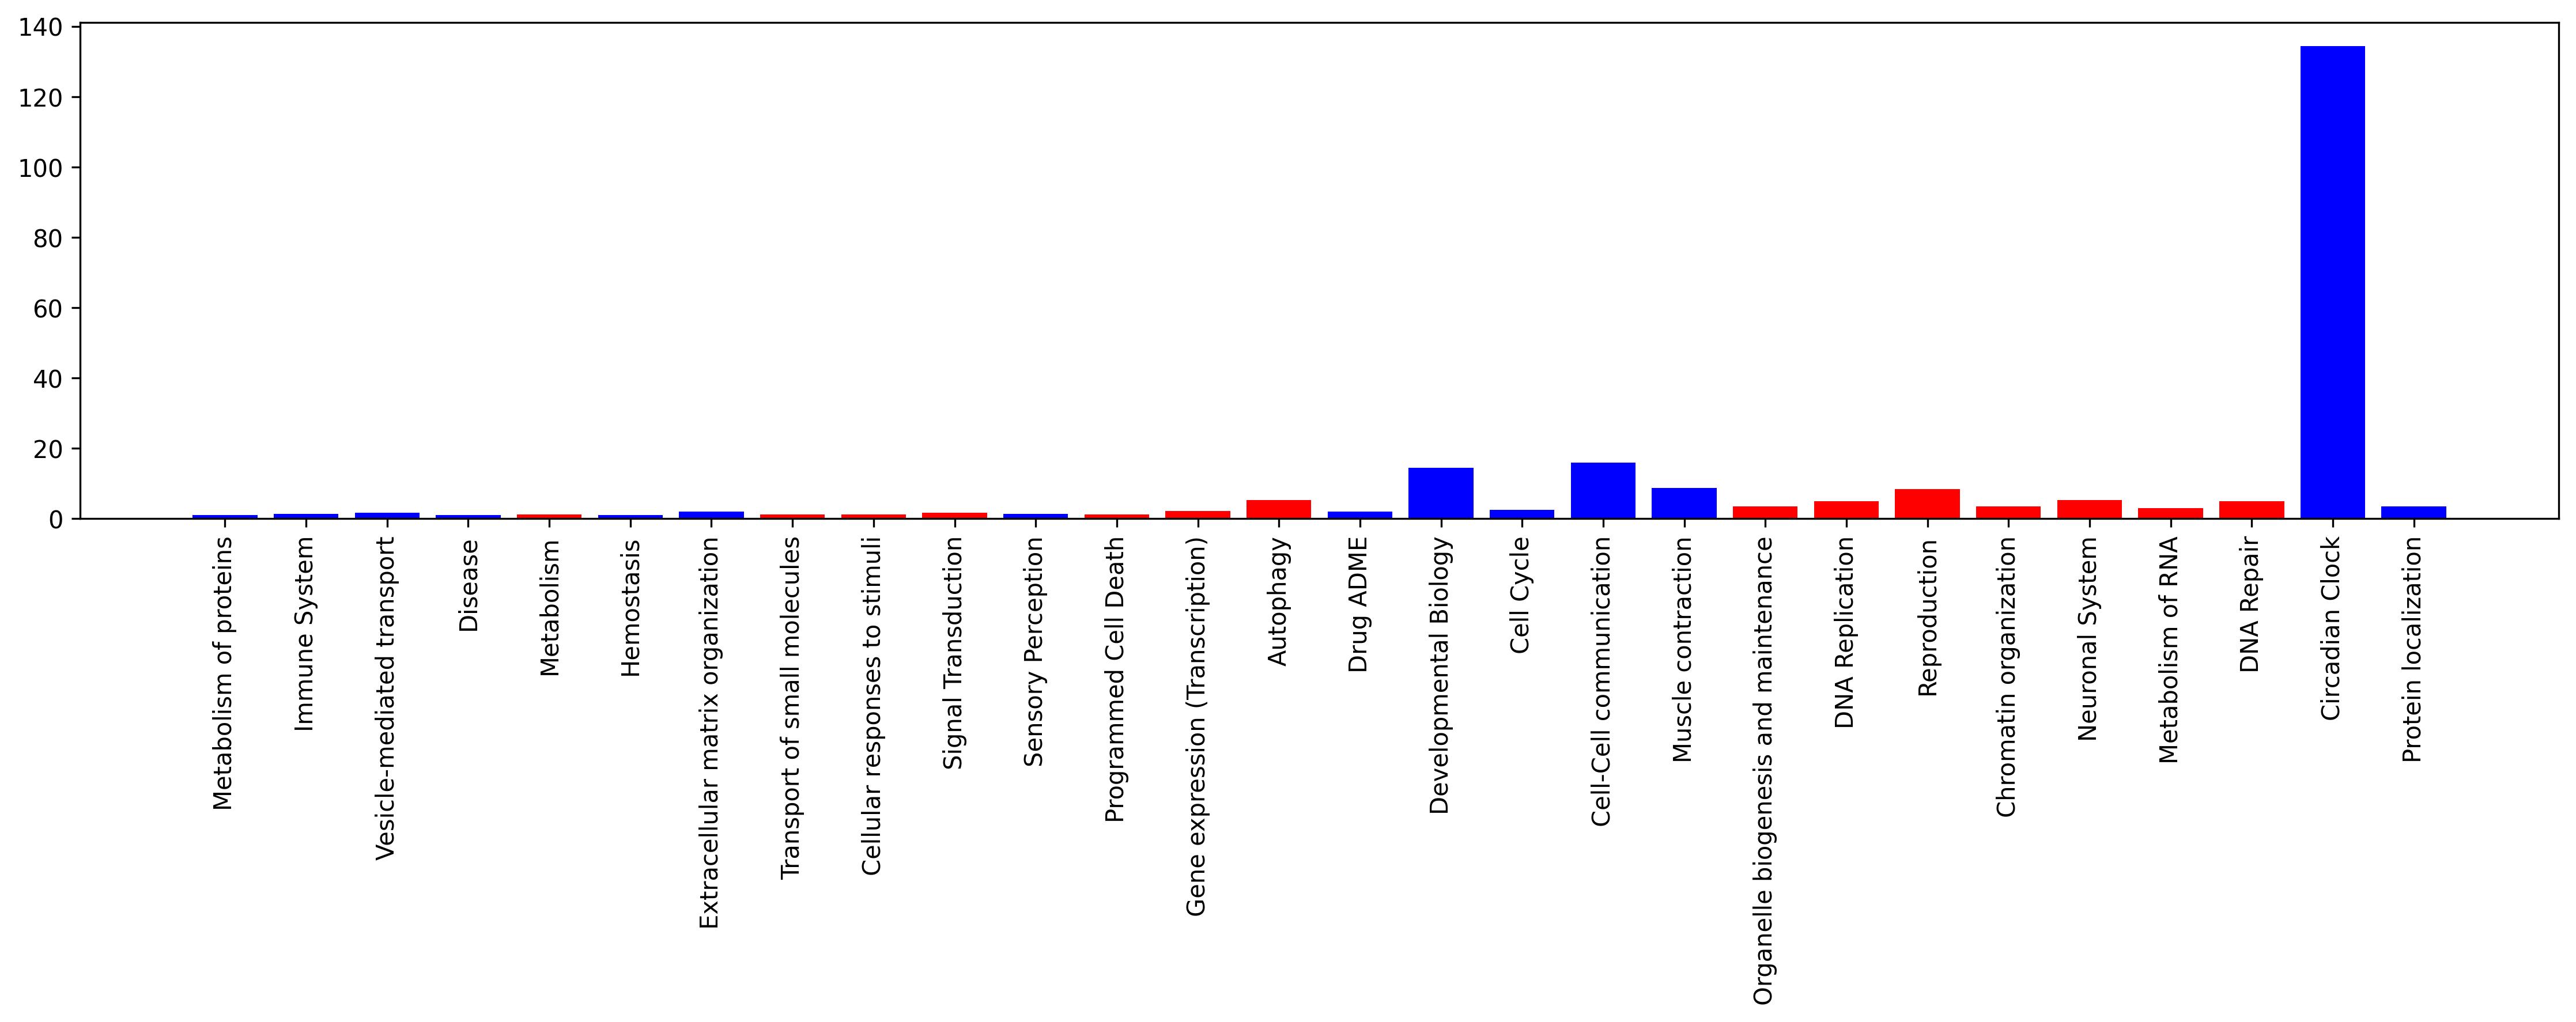 140
120
100
80
60
40
20
0
Metabolism of proteins
Immune System
Vesicle-mediated transport
Disease
Metabolism
Hemostasis
Extracellular matrix organization
Transport of small molecules
Cellular responses to stimuli
Signal Transduction
Sensory Perception
Programmed Cell Death
Gene expression (Transcription)
Autophagy
Drug ADME
Developmental Biology
Cell Cycle
Cell-Cell communication
Muscle contraction
Organelle biogenesis and maintenance
DNA Replication
Reproduction
Chromatin organization
Neuronal System
Metabolism of RNA
DNA Repair
Circadian Clock
Protein localization